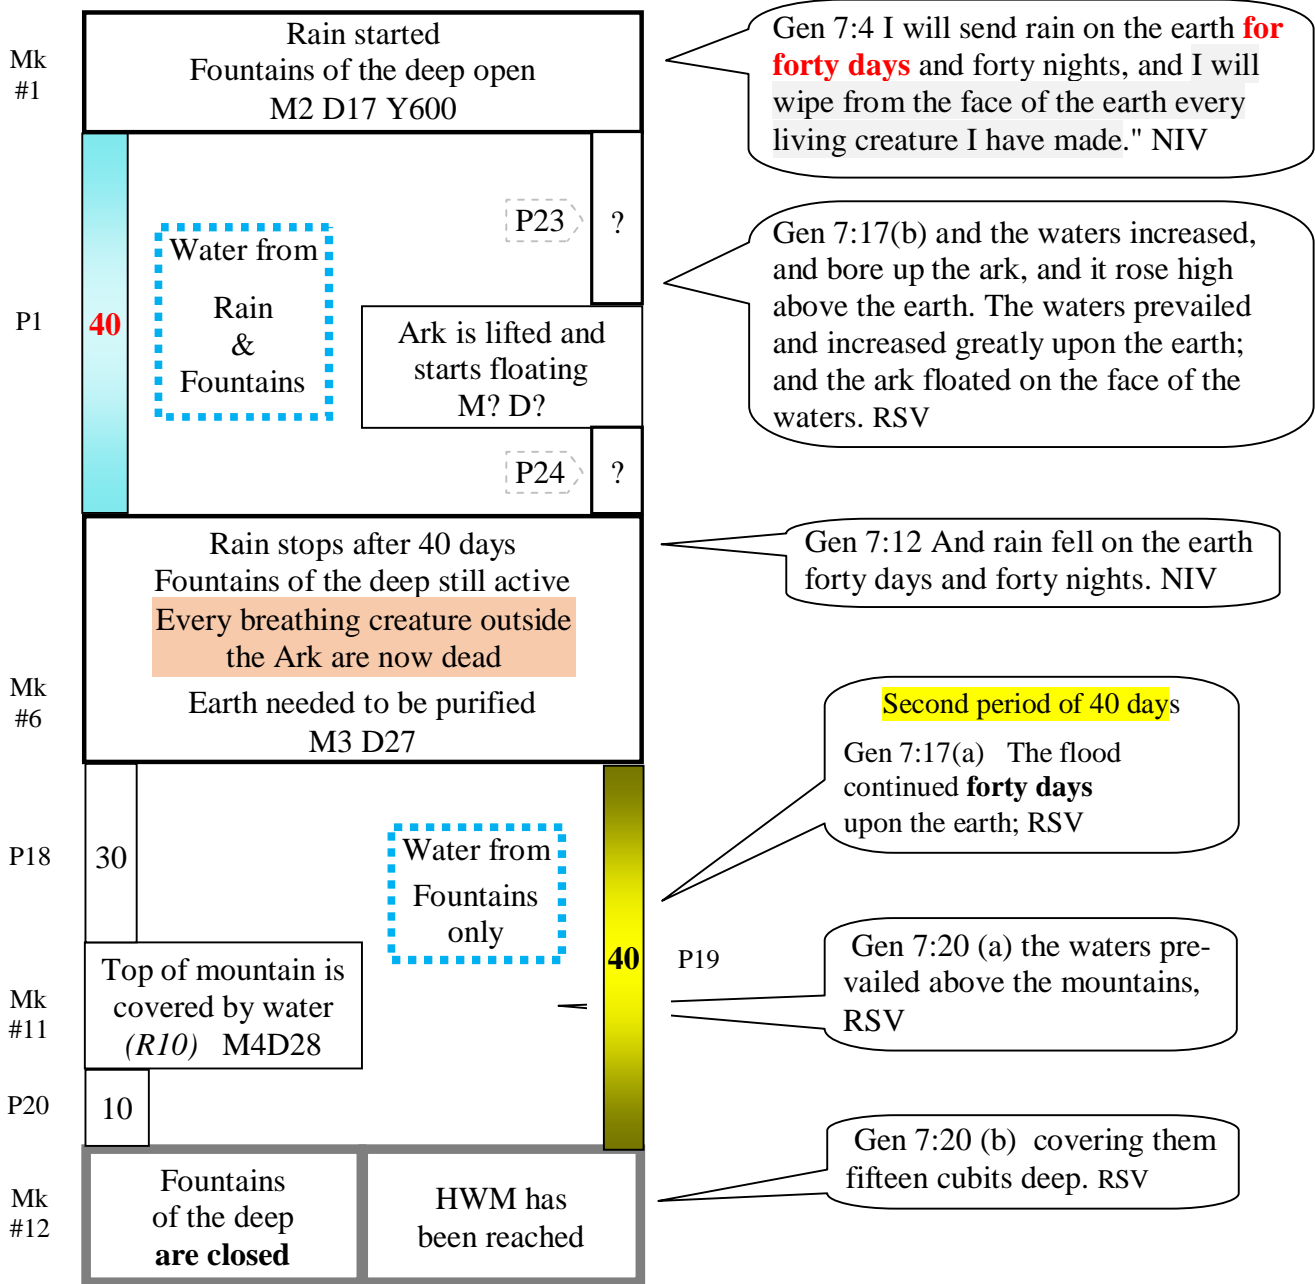 Mk
#1
Rain started
Fountains of the deep open
M2 D17 Y600
Gen 7:4 I will send rain on the earth for
forty days and forty nights, and I will
wipe from the face of the earth every
living creature I have made." NIV
P1
40
Water from
Rain
&
Fountains
P23
?
Ark is lifted and
starts floating
M? D?
P24
?
Gen 7:17(b) and the waters increased,
and bore up the ark, and it rose high
above the earth. The waters prevailed
and increased greatly upon the earth;
and the ark floated on the face of the
waters. RSV
Mk
#6
Rain stops after 40 days
Fountains of the deep still active
Every breathing creature outside
the Ark are now dead
Earth needed to be purified
M3 D27
Gen 7:12 And rain fell on the earth
forty days and forty nights. NIV
Second period of 40 days
Gen 7:17(a) The flood
continued forty days
upon the earth; RSV
P18
30
Water from
Fountains
only
40
P19
Mk
#11
Top of mountain is
covered by water
(R10) M4D28
Gen 7:20 (a) the waters pre-
vailed above the mountains,
RSV
P20
10
Mk
#12
Fountains
of the deep
are closed
HWM has
been reached
Gen 7:20 (b) covering them
fifteen cubits deep. RSV